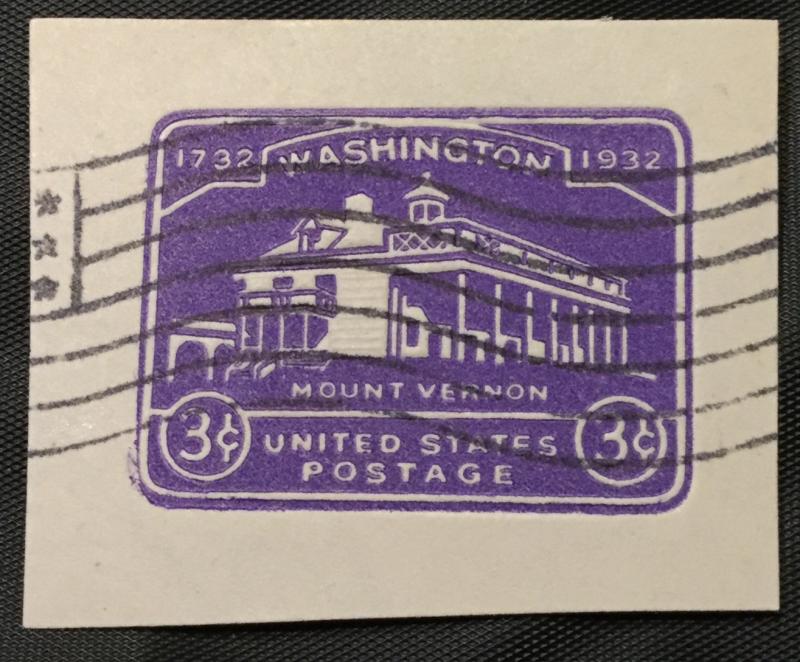 1732 WASHINGTON 1932
MOUNT VERNON
3¢ UNITED STATES 3¢
POSTAGE